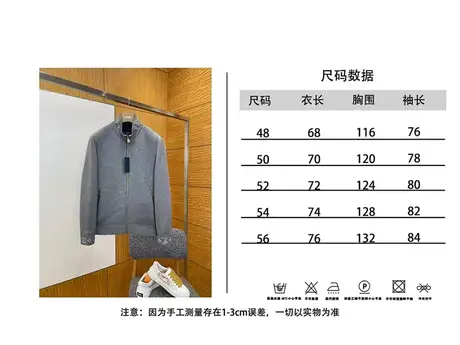 尺码数据
尺码 衣长 胸围 袖长
48 68 116 76
50 70 120 78
52 72 124 80
54 74 128 82
56 76 132 84
注意：因为手工测量存在1-3cm误差，一切以实物为准